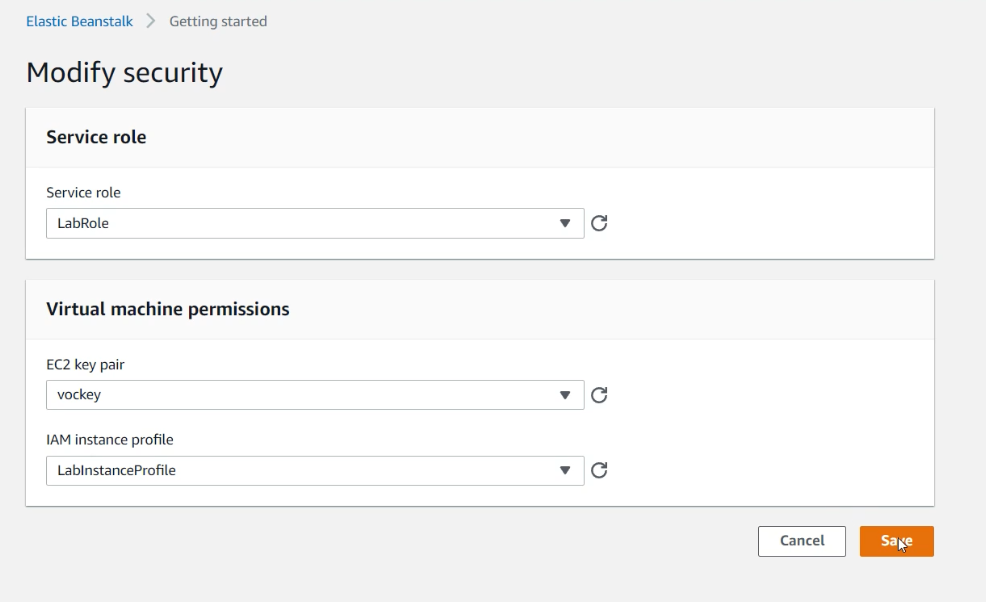 Elastic Beanstalk > Getting started
Modify security
Service role
Service role
LabRole
Virtual machine permissions
EC2 key pair
vockey
IAM instance profile
LabInstanceProfile
Cancel Save